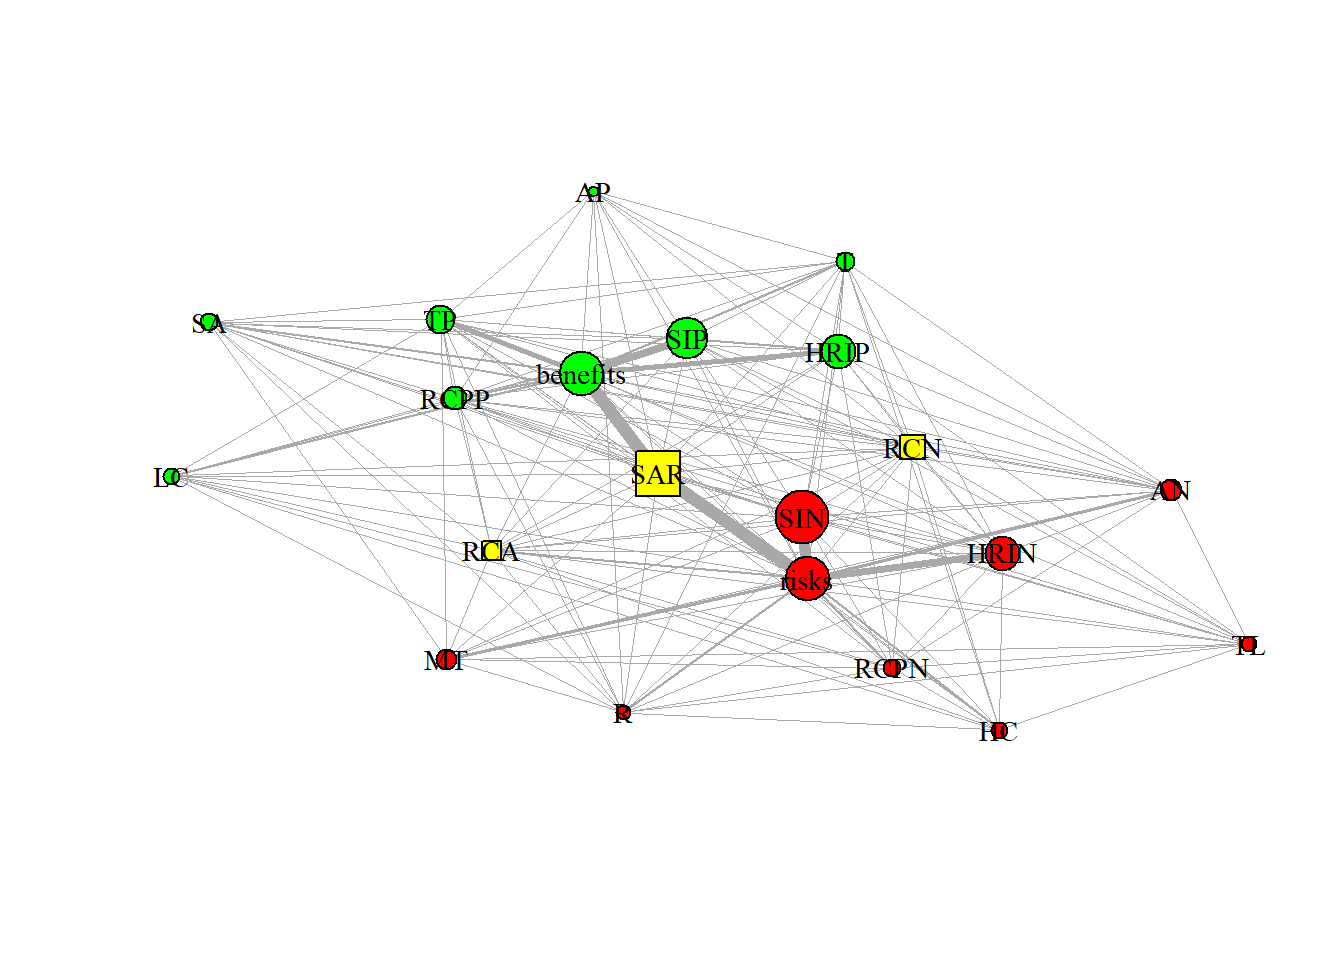 AP
T
SA
TP
SIP
HRIP
benefits
RCPP
RCN
LC
SAR
AN
SIN
RCA
HRIN
risks
MT
RCPN
TL
R
HC